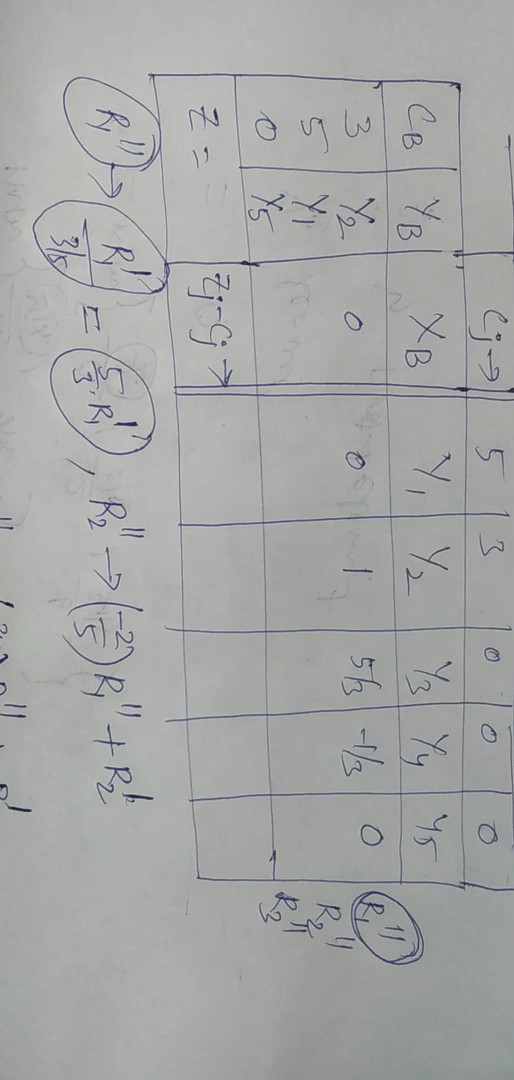 Cj → 5 3 0 0 0
CB YB XB Y1 Y2 Y3 Y4 Y5
3 Y2 0 0 1 5/3 -1/3 0 R1''
5 Y1 R2''
0 Y5 R3''
Z = Zj-Cj →
R1'' → R1'/3/5 = 5/3·R1', R2'' → (-2/5) R1'' + R2'